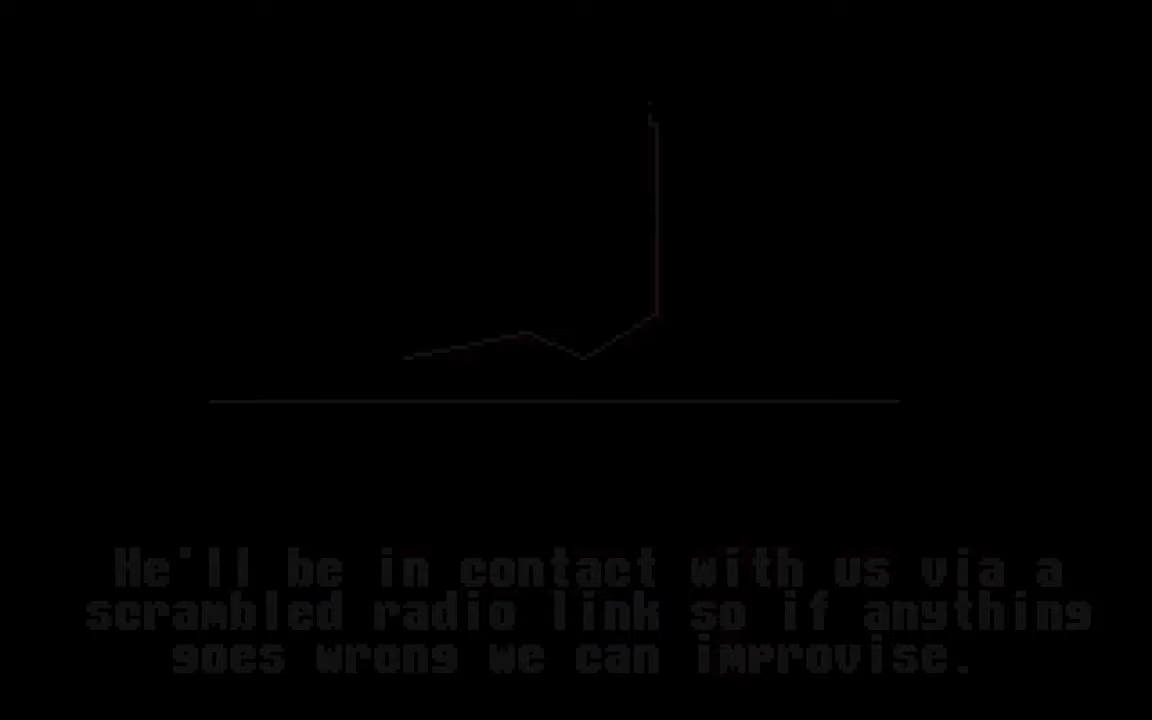 He'll be in contact with us via a
scrambled radio link so if anything
goes wrong we can improvise.